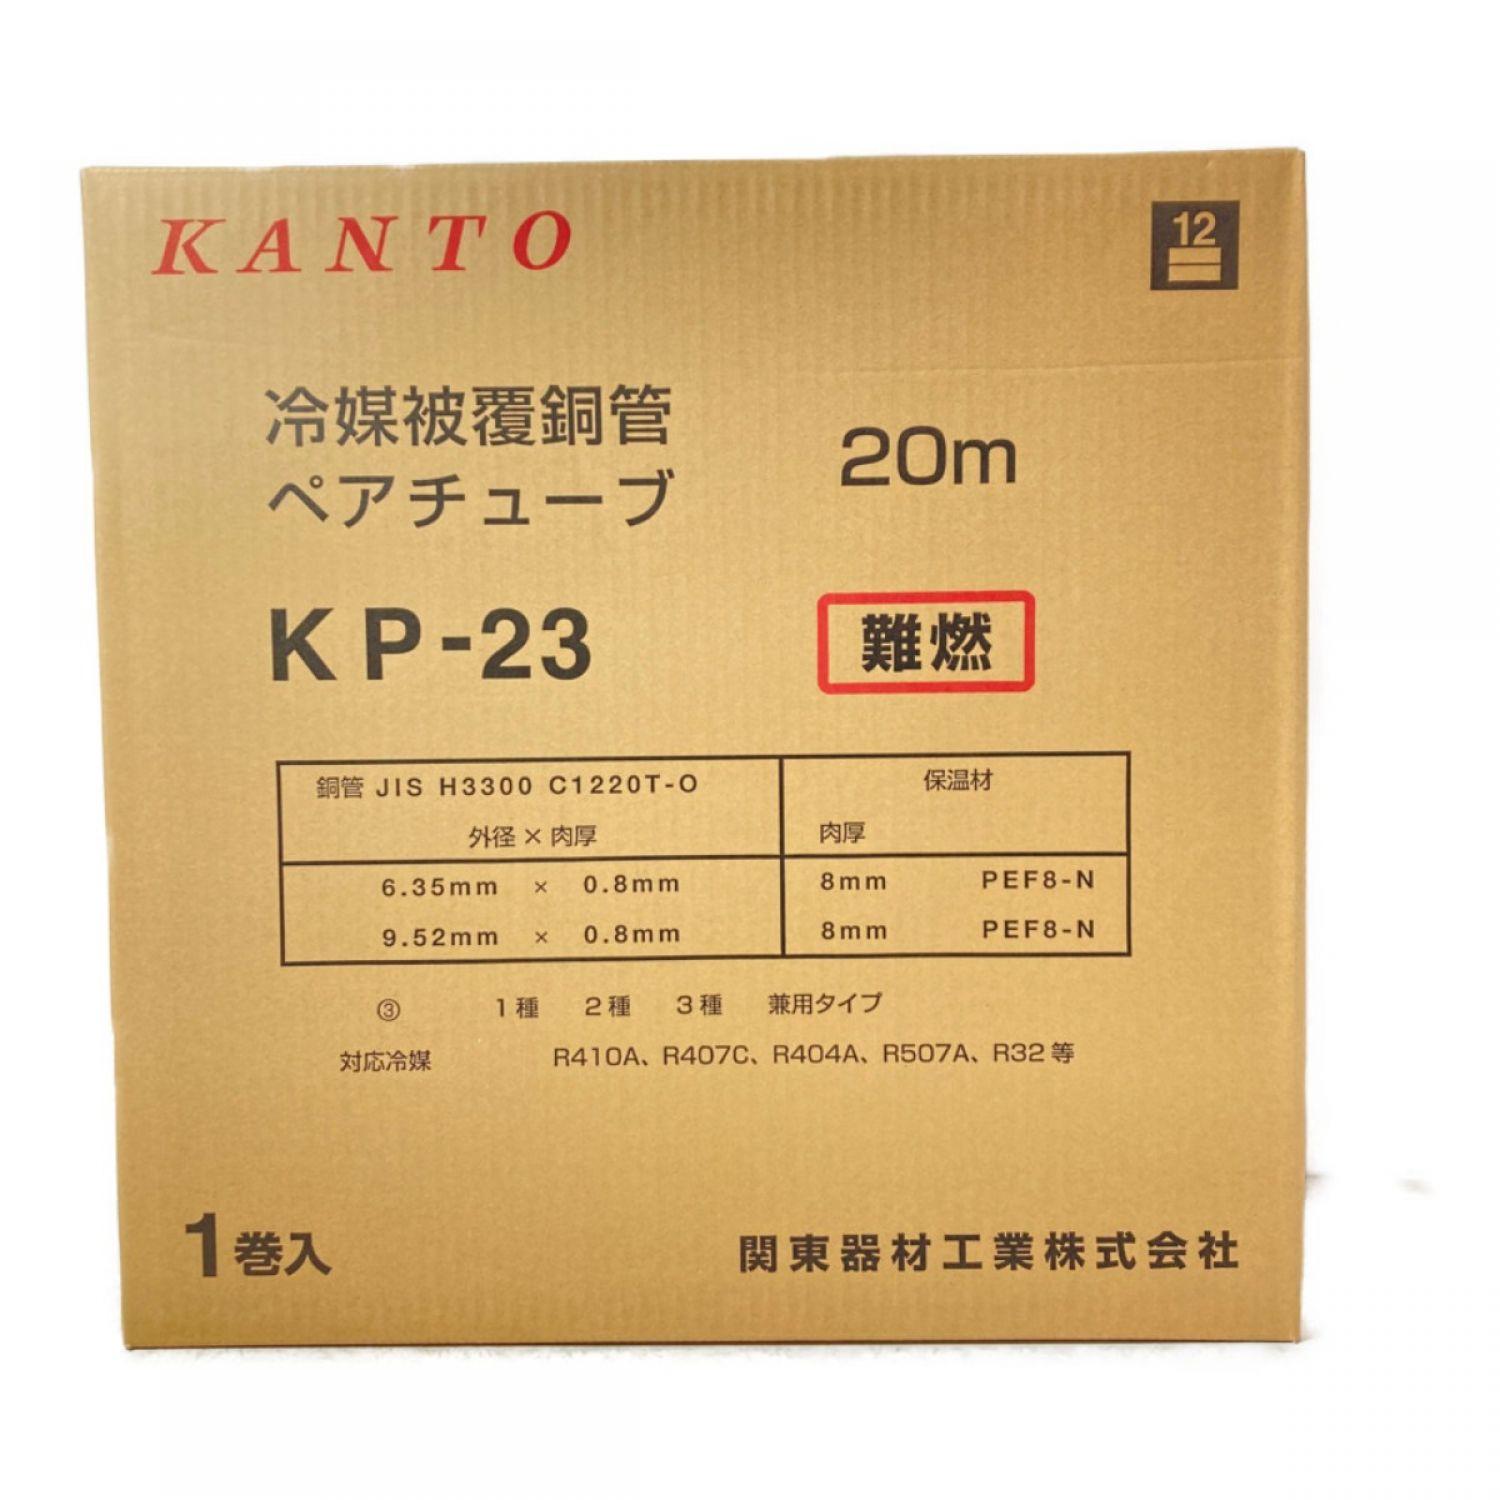 KANTO
12
冷媒被覆銅管
ペアチューブ
20m
KP-23
難燃
銅管 JIS H3300 C1220T-O
外径 × 肉厚
保温材
肉厚
6.35mm × 0.8mm 8mm PEF8-N
9.52mm × 0.8mm 8mm PEF8-N
③ 1種 2種 3種 兼用タイプ
対応冷媒 R410A、R407C、R404A、R507A、R32等
1巻入
関東器材工業株式会社